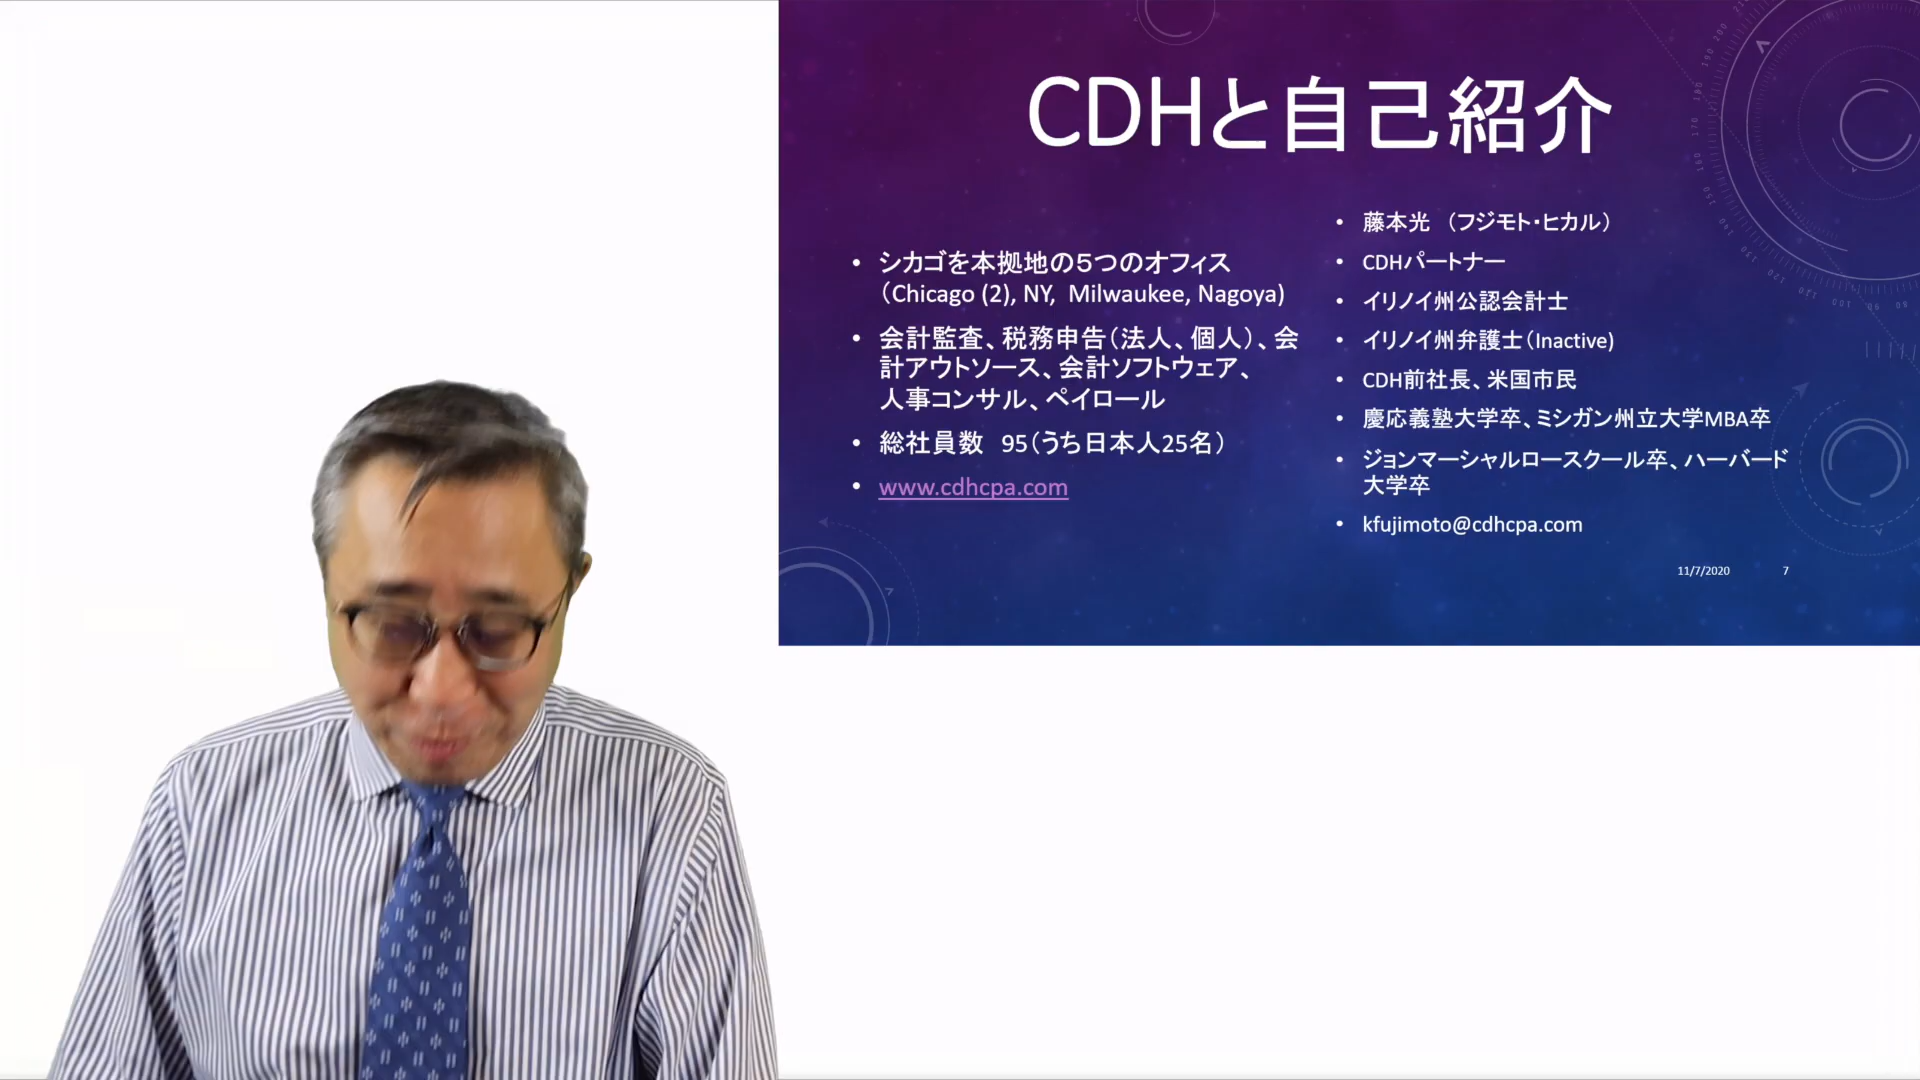 CDHと自己紹介
• シカゴを本拠地の５つのオフィス
（Chicago (2), NY, Milwaukee, Nagoya)
• 会計監査、税務申告（法人、個人）、会
計アウトソース、会計ソフトウェア、
人事コンサル、ペイロール
• 総社員数　95（うち日本人25名）
• www.cdhcpa.com
• 藤本光　（フジモト・ヒカル）
• CDHパートナー
• イリノイ州公認会計士
• イリノイ州弁護士（Inactive)
• CDH前社長、米国市民
• 慶応義塾大学卒、ミシガン州立大学MBA卒
• ジョンマーシャルロースクール卒、ハーバード
大学卒
• kfujimoto@cdhcpa.com
11/7/2020 7